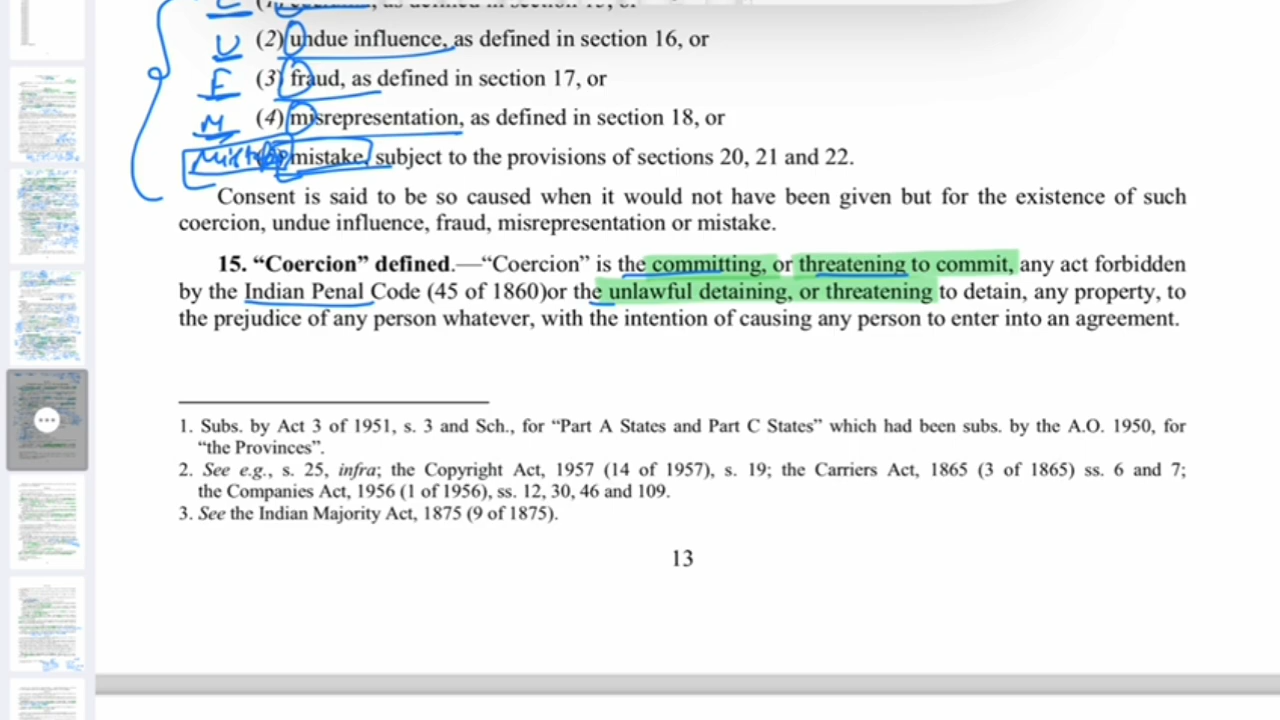 (2) undue influence, as defined in section 16, or
U
(3) fraud, as defined in section 17, or
F
(4) misrepresentation, as defined in section 18, or
M
mistake, subject to the provisions of sections 20, 21 and 22.
Consent is said to be so caused when it would not have been given but for the existence of such
coercion, undue influence, fraud, misrepresentation or mistake.
15. “Coercion” defined.—“Coercion” is the committing, or threatening to commit, any act forbidden
by the Indian Penal Code (45 of 1860)or the unlawful detaining, or threatening to detain, any property, to
the prejudice of any person whatever, with the intention of causing any person to enter into an agreement.
1. Subs. by Act 3 of 1951, s. 3 and Sch., for “Part A States and Part C States” which had been subs. by the A.O. 1950, for
“the Provinces”.
2. See e.g., s. 25, infra; the Copyright Act, 1957 (14 of 1957), s. 19; the Carriers Act, 1865 (3 of 1865) ss. 6 and 7;
the Companies Act, 1956 (1 of 1956), ss. 12, 30, 46 and 109.
3. See the Indian Majority Act, 1875 (9 of 1875).
13